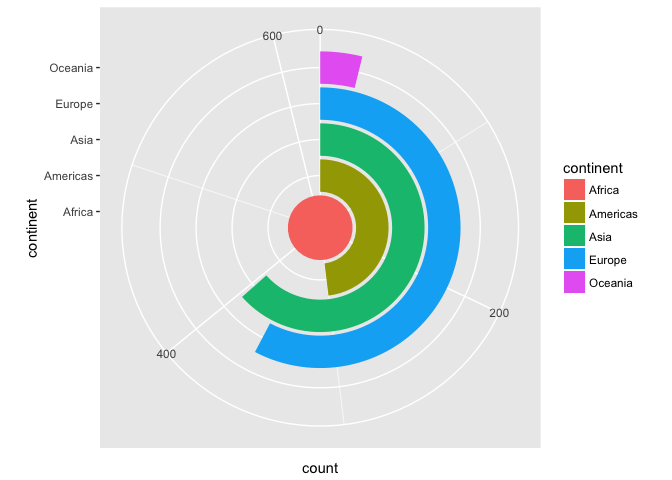 600
0
Oceania
Europe
Asia
Americas
Africa
continent
200
400
count
continent
Africa
Americas
Asia
Europe
Oceania